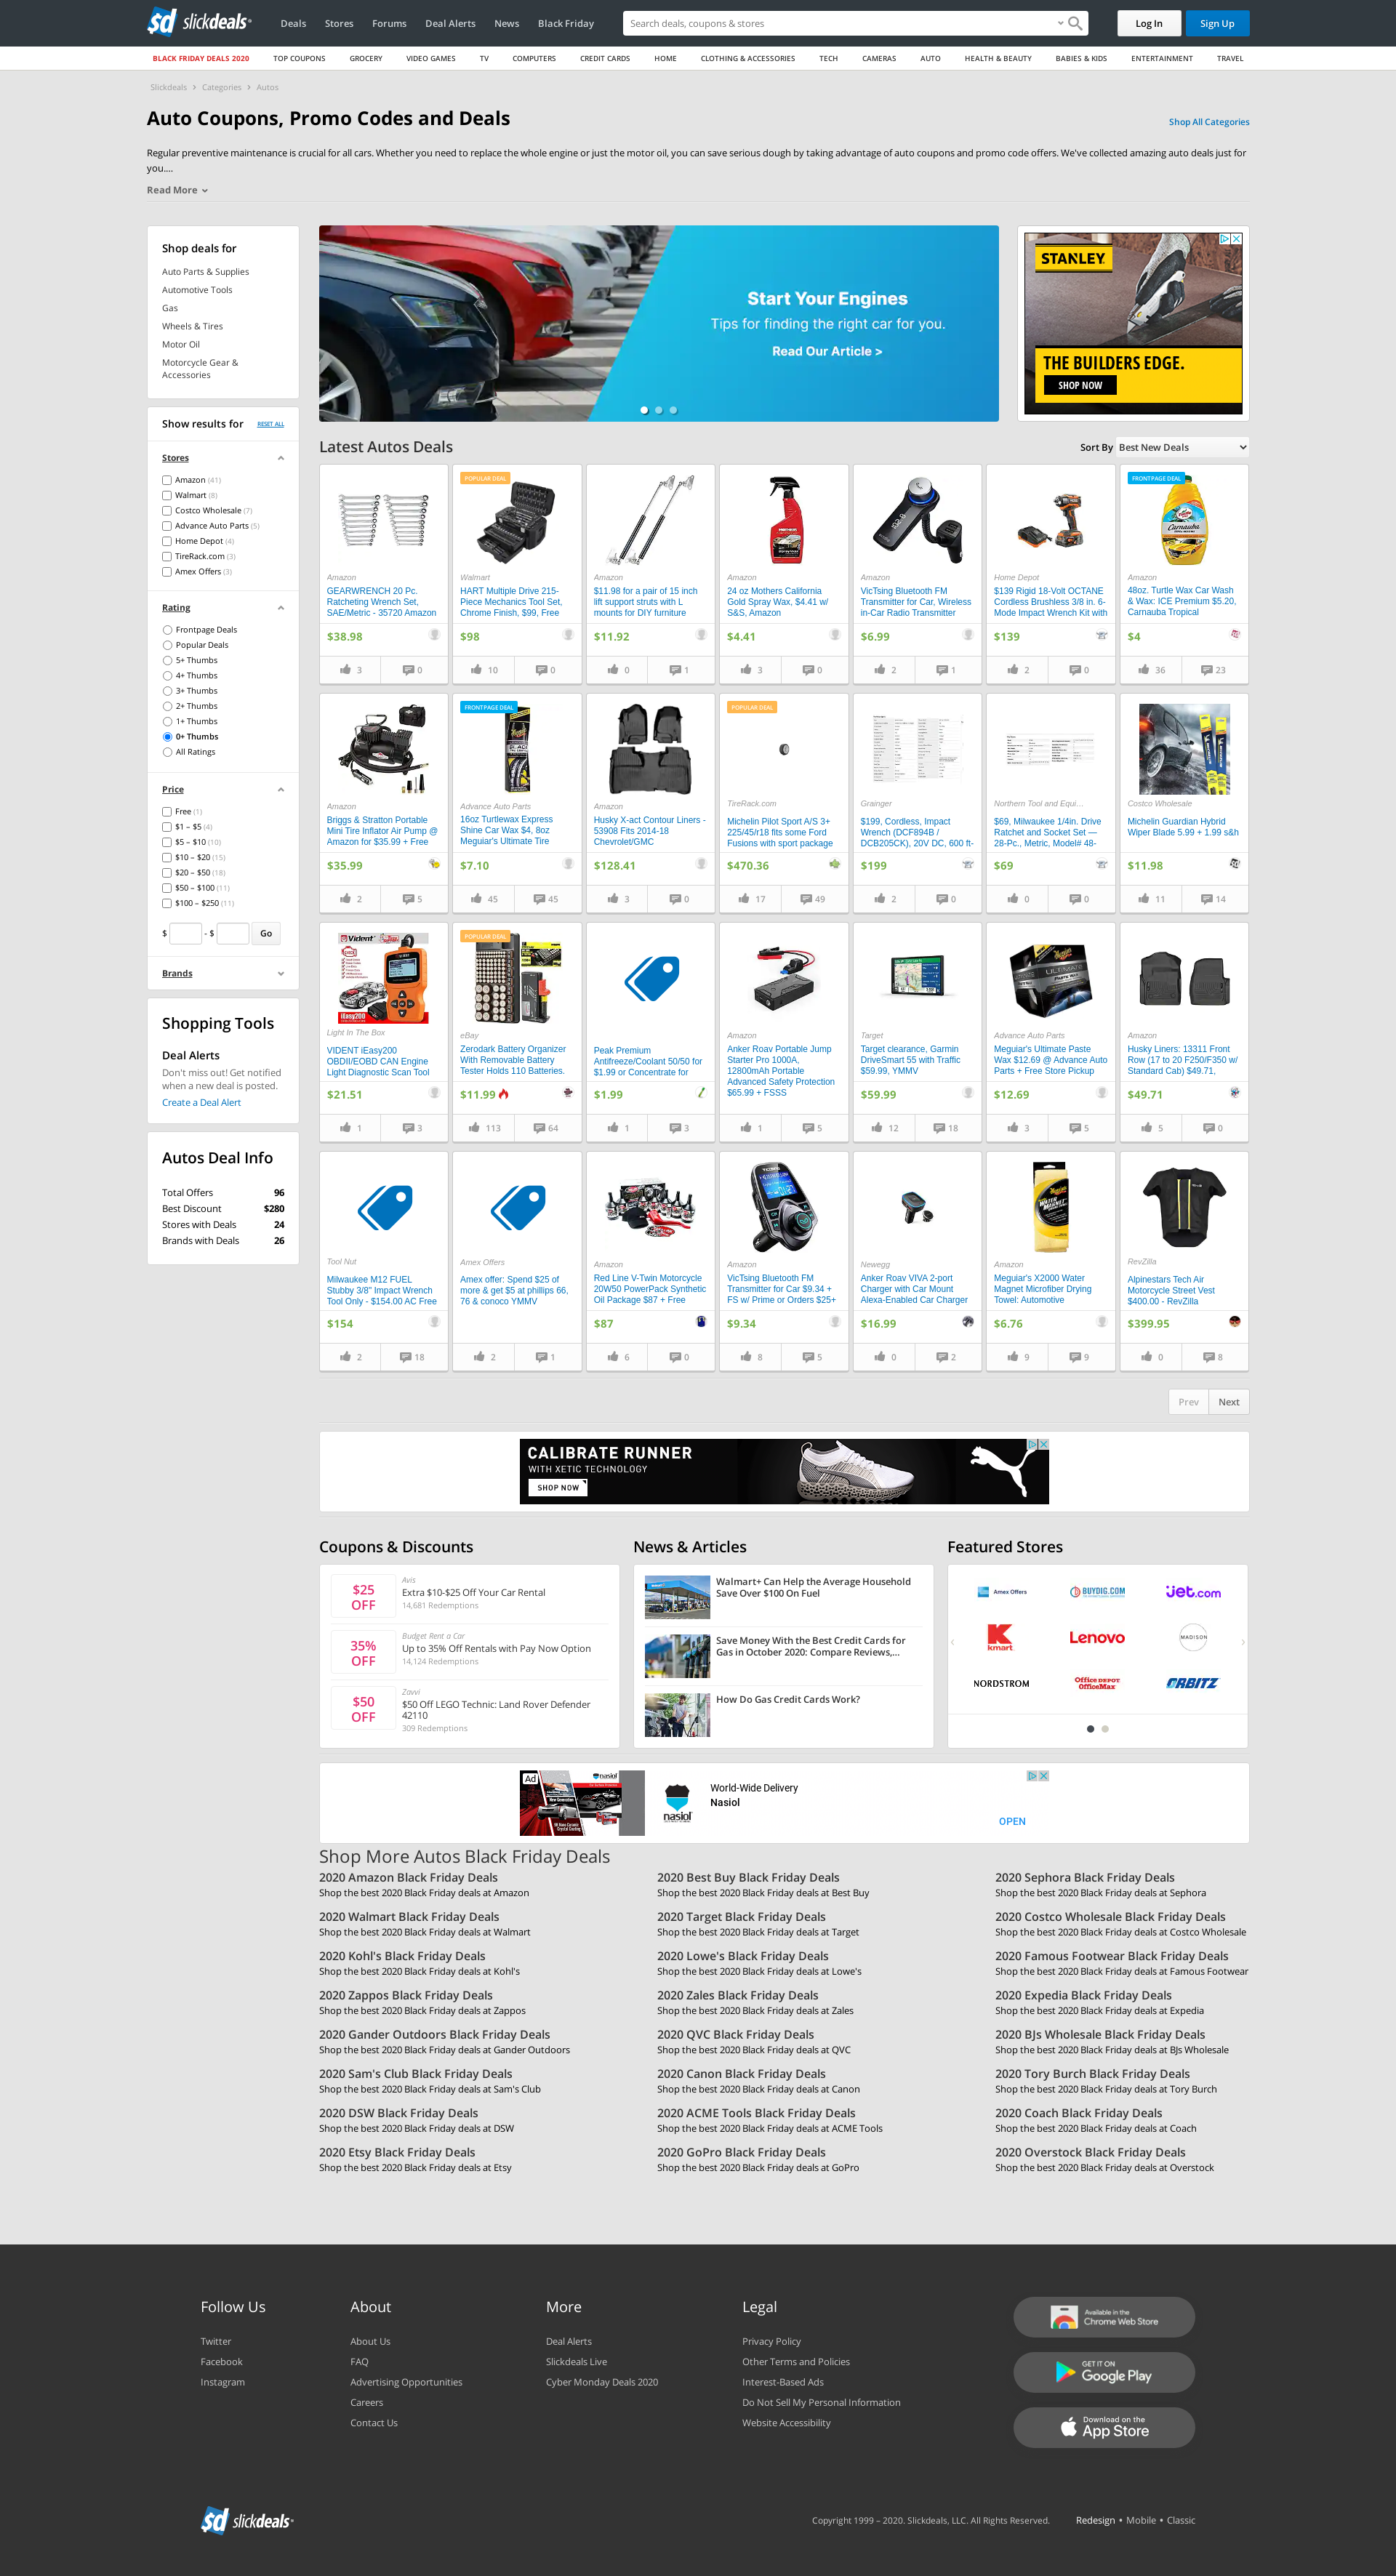 slickdeals
Deals Stores Forums Deal Alerts News Black Friday
Search deals, coupons & stores
Log In
Sign Up
BLACK FRIDAY DEALS 2020 TOP COUPONS GROCERY VIDEO GAMES TV COMPUTERS CREDIT CARDS HOME CLOTHING & ACCESSORIES TECH CAMERAS AUTO HEALTH & BEAUTY BABIES & KIDS ENTERTAINMENT TRAVEL
Slickdeals > Categories > Autos
Auto Coupons, Promo Codes and Deals
Shop All Categories
Regular preventive maintenance is crucial for all cars. Whether you need to replace the whole engine or just the motor oil, you can save serious dough by taking advantage of auto coupons and promo code offers. We've collected amazing auto deals just for
you....
Read More
Shop deals for
Auto Parts & Supplies
Automotive Tools
Gas
Wheels & Tires
Motor Oil
Motorcycle Gear &
Accessories
Show results for RESET ALL
Stores
Amazon (41)
Walmart (8)
Costco Wholesale (7)
Advance Auto Parts (5)
Home Depot (4)
TireRack.com (3)
Amex Offers (3)
Rating
Frontpage Deals
Popular Deals
5+ Thumbs
4+ Thumbs
3+ Thumbs
2+ Thumbs
1+ Thumbs
0+ Thumbs
All Ratings
Price
Free (1)
$1 – $5 (4)
$5 – $10 (10)
$10 – $20 (15)
$20 – $50 (18)
$50 – $100 (11)
$100 – $250 (11)
$ - $ Go
Brands
Shopping Tools
Deal Alerts
Don't miss out! Get notified
when a new deal is posted.
Create a Deal Alert
Autos Deal Info
Total Offers 96
Best Discount $280
Stores with Deals 24
Brands with Deals 26
Start Your Engines
Tips for finding the right car for you.
Read Our Article >
STANLEY
THE BUILDERS EDGE.
SHOP NOW
Latest Autos Deals
Sort By Best New Deals
Amazon
GEARWRENCH 20 Pc.
Ratcheting Wrench Set,
SAE/Metric - 35720 Amazon
$38.98
3 0
POPULAR DEAL
Walmart
HART Multiple Drive 215-
Piece Mechanics Tool Set,
Chrome Finish, $99, Free
$98
10 0
Amazon
$11.98 for a pair of 15 inch
lift support struts with L
mounts for DIY furniture
$11.92
0 1
Amazon
24 oz Mothers California
Gold Spray Wax, $4.41 w/
S&S, Amazon
$4.41
3 0
Amazon
VicTsing Bluetooth FM
Transmitter for Car, Wireless
in-Car Radio Transmitter
$6.99
2 1
Home Depot
$139 Rigid 18-Volt OCTANE
Cordless Brushless 3/8 in. 6-
Mode Impact Wrench Kit with
$139
2 0
FRONTPAGE DEAL
Amazon
48oz. Turtle Wax Car Wash
& Wax: ICE Premium $5.20,
Carnauba Tropical
$4
36 23
Amazon
Briggs & Stratton Portable
Mini Tire Inflator Air Pump @
Amazon for $35.99 + Free
$35.99
2 5
FRONTPAGE DEAL
Advance Auto Parts
16oz Turtlewax Express
Shine Car Wax $4, 8oz
Meguiar's Ultimate Tire
$7.10
45 45
Amazon
Husky X-act Contour Liners -
53908 Fits 2014-18
Chevrolet/GMC
$128.41
3 0
POPULAR DEAL
TireRack.com
Michelin Pilot Sport A/S 3+
225/45/r18 fits some Ford
Fusions with sport package
$470.36
17 49
Grainger
$199, Cordless, Impact
Wrench (DCF894B /
DCB205CK), 20V DC, 600 ft-
$199
2 0
Northern Tool and Equi...
$69, Milwaukee 1/4in. Drive
Ratchet and Socket Set —
28-Pc., Metric, Model# 48-
$69
0 0
Costco Wholesale
Michelin Guardian Hybrid
Wiper Blade 5.99 + 1.99 s&h
$11.98
11 14
Vident
iEasy200
Light In The Box
VIDENT iEasy200
OBDII/EOBD CAN Engine
Light Diagnostic Scan Tool
$21.51
1 3
POPULAR DEAL
eBay
Zerodark Battery Organizer
With Removable Battery
Tester Holds 110 Batteries.
$11.99
113 64
Peak Premium
Antifreeze/Coolant 50/50 for
$1.99 or Concentrate for
$1.99
1 3
Amazon
Anker Roav Portable Jump
Starter Pro 1000A,
12800mAh Portable
Advanced Safety Protection
$65.99 + FSSS
1 5
Target
Target clearance, Garmin
DriveSmart 55 with Traffic
$59.99, YMMV
$59.99
12 18
Advance Auto Parts
Meguiar's Ultimate Paste
Wax $12.69 @ Advance Auto
Parts + Free Store Pickup
$12.69
3 5
Amazon
Husky Liners: 13311 Front
Row (17 to 20 F250/F350 w/
Standard Cab) $49.71,
$49.71
5 0
Tool Nut
Milwaukee M12 FUEL
Stubby 3/8" Impact Wrench
Tool Only - $154.00 AC Free
$154
2 18
Amex Offers
Amex offer: Spend $25 of
more & get $5 at phillips 66,
76 & conoco YMMV
2 1
Amazon
Red Line V-Twin Motorcycle
20W50 PowerPack Synthetic
Oil Package $87 + Free
$87
6 0
Amazon
VicTsing Bluetooth FM
Transmitter for Car $9.34 +
FS w/ Prime or Orders $25+
$9.34
8 5
Newegg
Anker Roav VIVA 2-port
Charger with Car Mount
Alexa-Enabled Car Charger
$16.99
0 2
Amazon
Meguiar's X2000 Water
Magnet Microfiber Drying
Towel: Automotive
$6.76
9 9
RevZilla
Alpinestars Tech Air
Motorcycle Street Vest
$400.00 - RevZilla
$399.95
0 8
Prev Next
CALIBRATE RUNNER
WITH XETIC TECHNOLOGY
SHOP NOW
Coupons & Discounts
$25
OFF
Avis
Extra $10-$25 Off Your Car Rental
14,681 Redemptions
35%
OFF
Budget Rent a Car
Up to 35% Off Rentals with Pay Now Option
14,124 Redemptions
$50
OFF
Zavvi
$50 Off LEGO Technic: Land Rover Defender
42110
309 Redemptions
News & Articles
Walmart+ Can Help the Average Household
Save Over $100 On Fuel
Save Money With the Best Credit Cards for
Gas in October 2020: Compare Reviews,...
How Do Gas Credit Cards Work?
Featured Stores
Amex Offers BUYDIG.COM Jet.com
kmart Lenovo MADISON
NORDSTROM Office DEPOT OfficeMax ORBITZ
Ad
nasiol
World-Wide Delivery
Nasiol
OPEN
Shop More Autos Black Friday Deals
2020 Amazon Black Friday Deals
Shop the best 2020 Black Friday deals at Amazon
2020 Best Buy Black Friday Deals
Shop the best 2020 Black Friday deals at Best Buy
2020 Sephora Black Friday Deals
Shop the best 2020 Black Friday deals at Sephora
2020 Walmart Black Friday Deals
Shop the best 2020 Black Friday deals at Walmart
2020 Target Black Friday Deals
Shop the best 2020 Black Friday deals at Target
2020 Costco Wholesale Black Friday Deals
Shop the best 2020 Black Friday deals at Costco Wholesale
2020 Kohl's Black Friday Deals
Shop the best 2020 Black Friday deals at Kohl's
2020 Lowe's Black Friday Deals
Shop the best 2020 Black Friday deals at Lowe's
2020 Famous Footwear Black Friday Deals
Shop the best 2020 Black Friday deals at Famous Footwear
2020 Zappos Black Friday Deals
Shop the best 2020 Black Friday deals at Zappos
2020 Zales Black Friday Deals
Shop the best 2020 Black Friday deals at Zales
2020 Expedia Black Friday Deals
Shop the best 2020 Black Friday deals at Expedia
2020 Gander Outdoors Black Friday Deals
Shop the best 2020 Black Friday deals at Gander Outdoors
2020 QVC Black Friday Deals
Shop the best 2020 Black Friday deals at QVC
2020 BJs Wholesale Black Friday Deals
Shop the best 2020 Black Friday deals at BJs Wholesale
2020 Sam's Club Black Friday Deals
Shop the best 2020 Black Friday deals at Sam's Club
2020 Canon Black Friday Deals
Shop the best 2020 Black Friday deals at Canon
2020 Tory Burch Black Friday Deals
Shop the best 2020 Black Friday deals at Tory Burch
2020 DSW Black Friday Deals
Shop the best 2020 Black Friday deals at DSW
2020 ACME Tools Black Friday Deals
Shop the best 2020 Black Friday deals at ACME Tools
2020 Coach Black Friday Deals
Shop the best 2020 Black Friday deals at Coach
2020 Etsy Black Friday Deals
Shop the best 2020 Black Friday deals at Etsy
2020 GoPro Black Friday Deals
Shop the best 2020 Black Friday deals at GoPro
2020 Overstock Black Friday Deals
Shop the best 2020 Black Friday deals at Overstock
Follow Us
Twitter
Facebook
Instagram
About
About Us
FAQ
Advertising Opportunities
Careers
Contact Us
More
Deal Alerts
Slickdeals Live
Cyber Monday Deals 2020
Legal
Privacy Policy
Other Terms and Policies
Interest-Based Ads
Do Not Sell My Personal Information
Website Accessibility
Available in the
Chrome Web Store
GET IT ON
Google Play
Download on the
App Store
slickdeals
Copyright 1999 – 2020. Slickdeals, LLC. All Rights Reserved. Redesign • Mobile • Classic